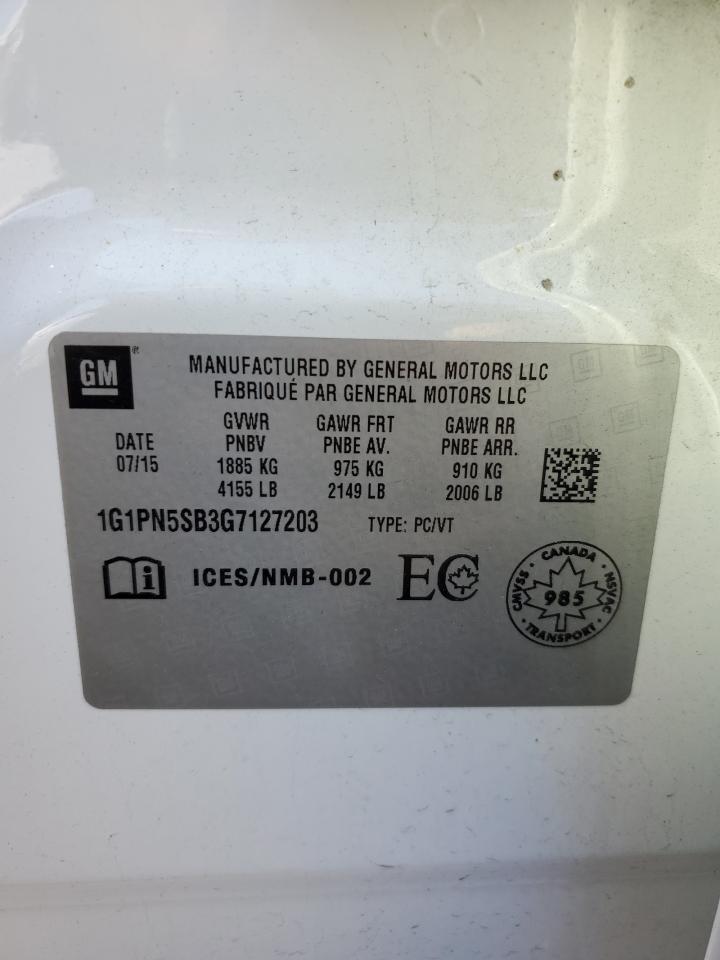 GM®
MANUFACTURED BY GENERAL MOTORS LLC
FABRIQUÉ PAR GENERAL MOTORS LLC
DATE
07/15
GVWR
PNBV
1885 KG
4155 LB
GAWR FRT
PNBE AV.
975 KG
2149 LB
GAWR RR
PNBE ARR.
910 KG
2006 LB
1G1PN5SB3G7127203 TYPE: PC/VT
i ICES/NMB-002 EC
CANADA
CMVSS · NSVAC
985
TRANSPORT